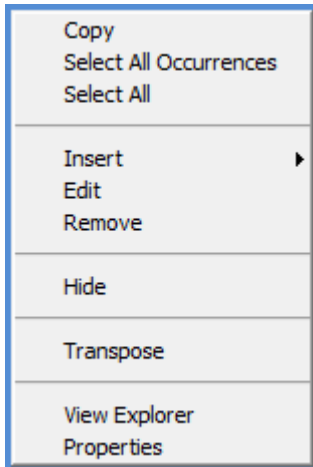 Copy
Select All Occurrences
Select All
Insert
Edit
Remove
Hide
Transpose
View Explorer
Properties